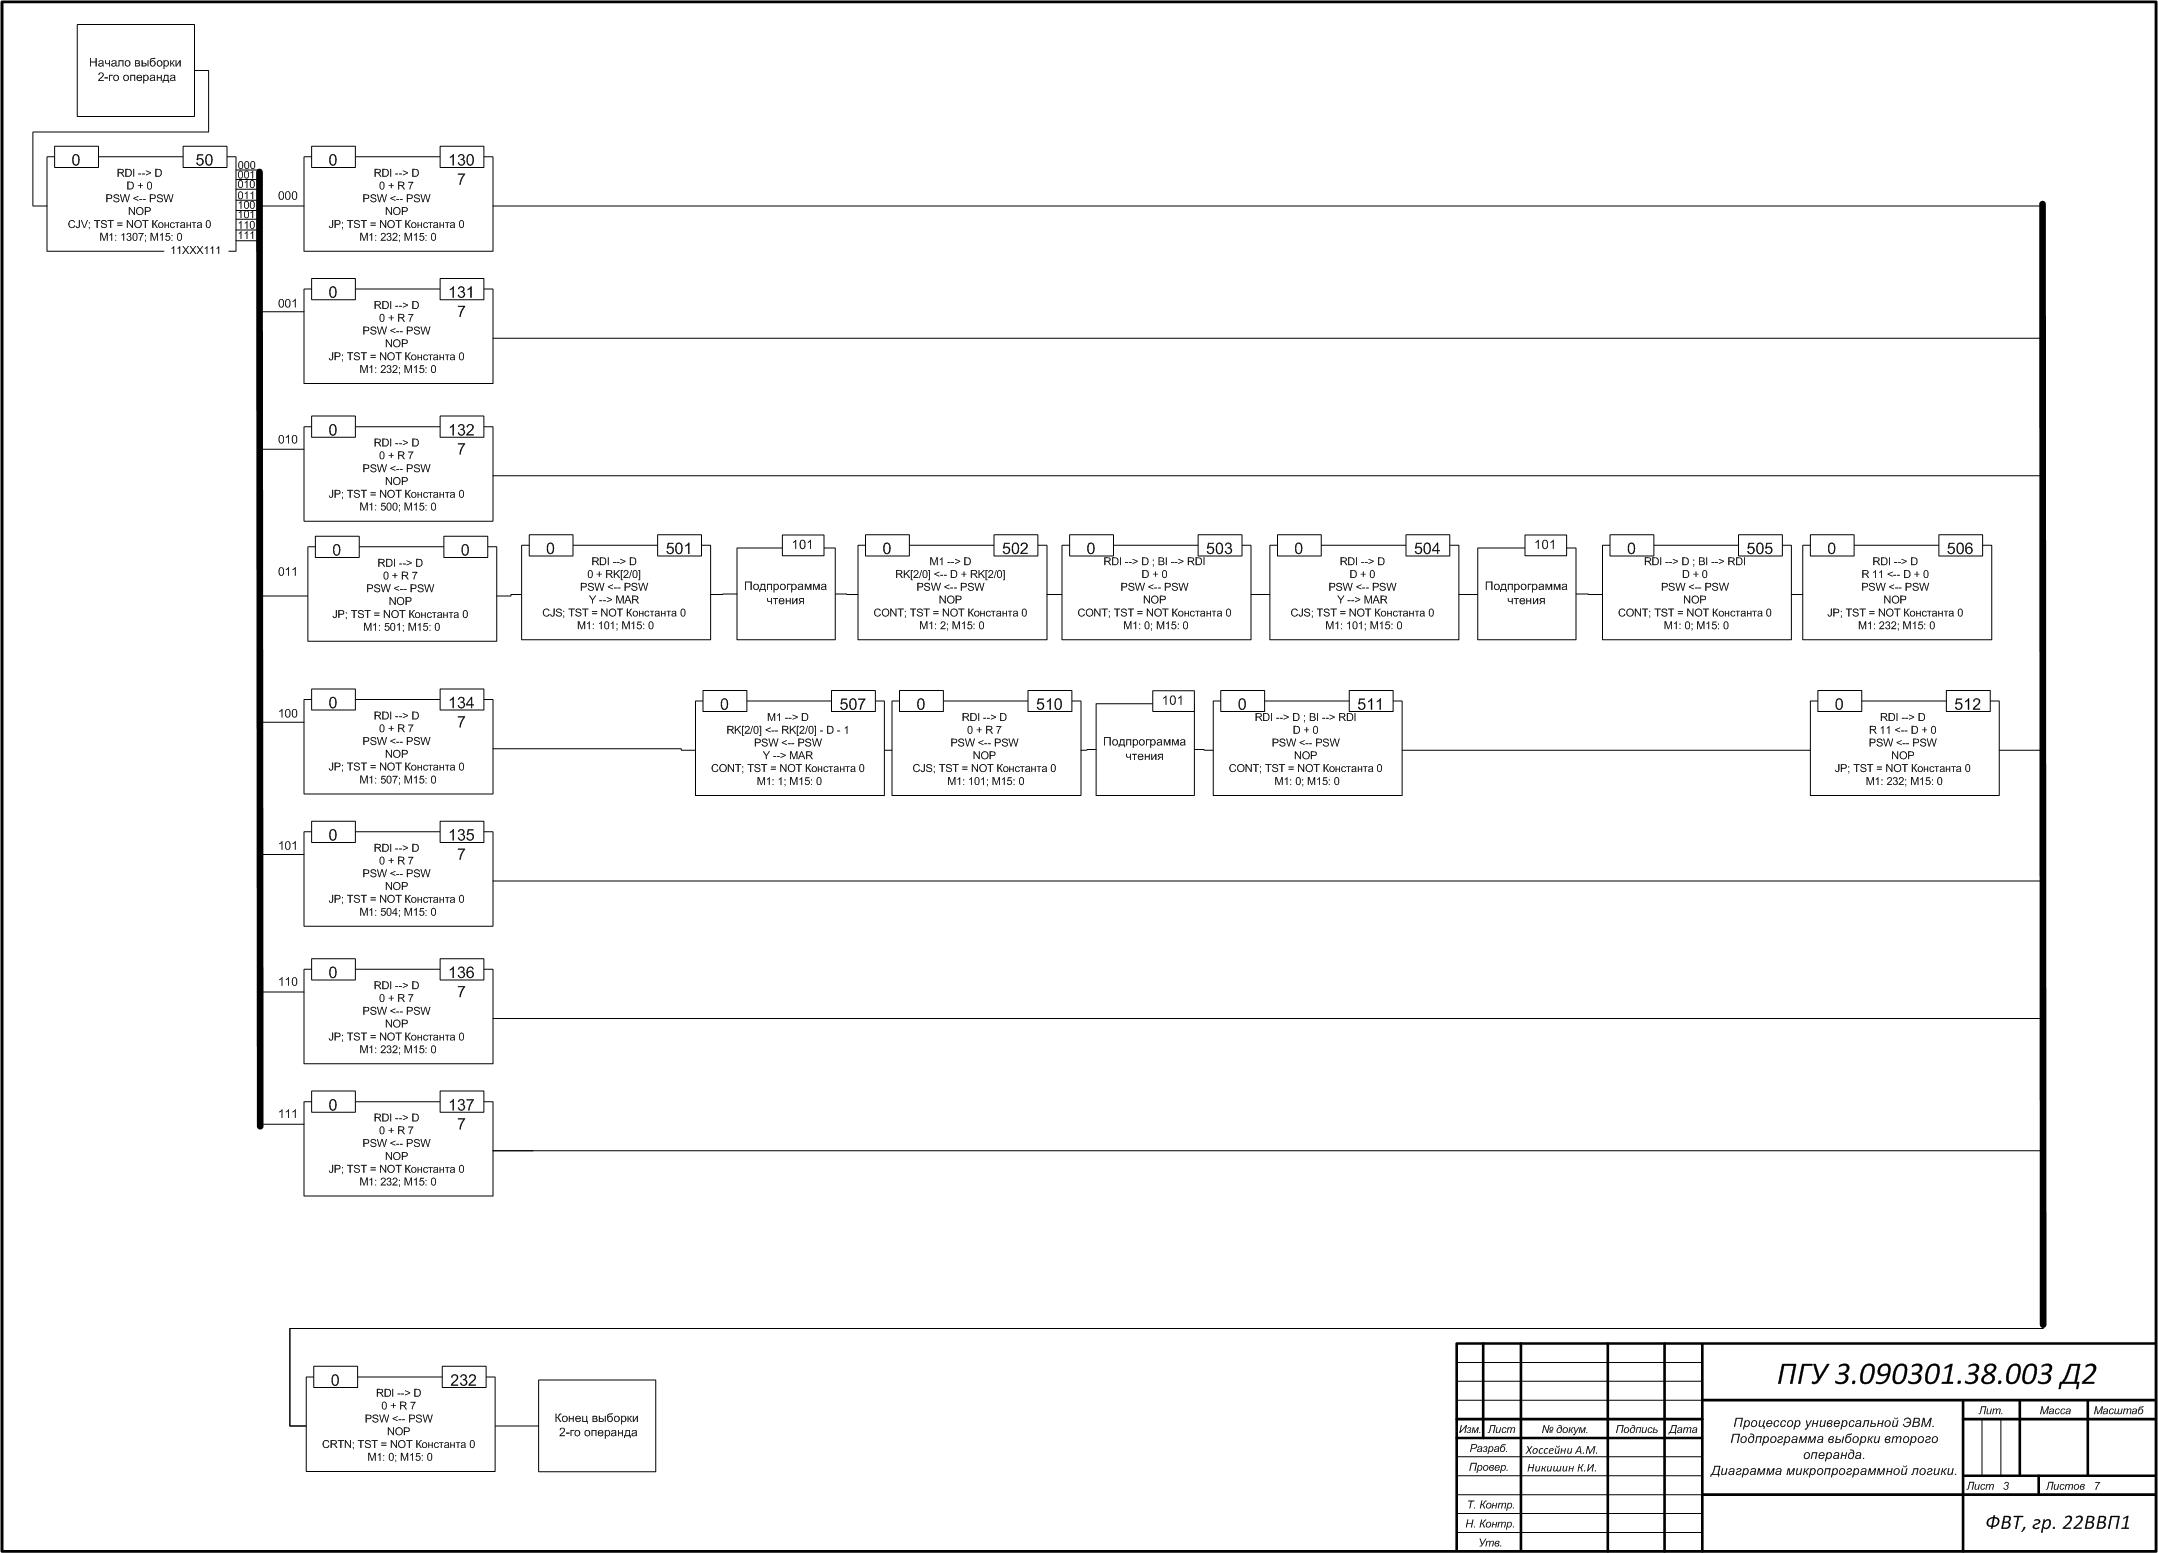 Начало выборки
2-го операнда
0
50
RDI --> D
D + 0
PSW <-- PSW
NOP
CJV; TST = NOT Константа 0
M1: 1307; M15: 0
11XXX111
000
001
010
011
100
101
110
111
000
0
1307
RDI --> D
0 + R 7
PSW <-- PSW
NOP
JP; TST = NOT Константа 0
M1: 232; M15: 0
001
0
1317
RDI --> D
0 + R 7
PSW <-- PSW
NOP
JP; TST = NOT Константа 0
M1: 232; M15: 0
010
0
1327
RDI --> D
0 + R 7
PSW <-- PSW
NOP
JP; TST = NOT Константа 0
M1: 500; M15: 0
011
0
0
RDI --> D
0 + R 7
PSW <-- PSW
NOP
JP; TST = NOT Константа 0
M1: 501; M15: 0
0
501
RDI --> D
0 + RK[2/0]
PSW <-- PSW
Y --> MAR
CJS; TST = NOT Константа 0
M1: 101; M15: 0
101
Подпрограмма
чтения
0
502
M1 --> D
RK[2/0] <-- D + RK[2/0]
PSW <-- PSW
NOP
CONT; TST = NOT Константа 0
M1: 2; M15: 0
0
503
RDI --> D ; BI --> RDI
D + 0
PSW <-- PSW
NOP
CONT; TST = NOT Константа 0
M1: 0; M15: 0
0
504
RDI --> D
D + 0
PSW <-- PSW
Y --> MAR
CJS; TST = NOT Константа 0
M1: 101; M15: 0
101
Подпрограмма
чтения
0
505
RDI --> D ; BI --> RDI
D + 0
PSW <-- PSW
NOP
CONT; TST = NOT Константа 0
M1: 0; M15: 0
0
506
RDI --> D
R 11 <-- D + 0
PSW <-- PSW
NOP
JP; TST = NOT Константа 0
M1: 232; M15: 0
100
0
1347
RDI --> D
0 + R 7
PSW <-- PSW
NOP
JP; TST = NOT Константа 0
M1: 507; M15: 0
0
507
M1 --> D
RK[2/0] <-- RK[2/0] - D - 1
PSW <-- PSW
Y --> MAR
CONT; TST = NOT Константа 0
M1: 1; M15: 0
0
510
RDI --> D
0 + R 7
PSW <-- PSW
NOP
CJS; TST = NOT Константа 0
M1: 101; M15: 0
101
Подпрограмма
чтения
0
511
RDI --> D ; BI --> RDI
D + 0
PSW <-- PSW
NOP
CONT; TST = NOT Константа 0
M1: 0; M15: 0
0
512
RDI --> D
R 11 <-- D + 0
PSW <-- PSW
NOP
JP; TST = NOT Константа 0
M1: 232; M15: 0
101
0
1357
RDI --> D
0 + R 7
PSW <-- PSW
NOP
JP; TST = NOT Константа 0
M1: 504; M15: 0
110
0
1367
RDI --> D
0 + R 7
PSW <-- PSW
NOP
JP; TST = NOT Константа 0
M1: 232; M15: 0
111
0
1377
RDI --> D
0 + R 7
PSW <-- PSW
NOP
JP; TST = NOT Константа 0
M1: 232; M15: 0
0
232
RDI --> D
0 + R 7
PSW <-- PSW
NOP
CRTN; TST = NOT Константа 0
M1: 0; M15: 0
Конец выборки
2-го операнда
ПГУ 3.090301.38.003 Д2
Изм. Лист № докум. Подпись Дата
Разраб. Хоссейни А.М.
Провер. Никишин К.И.
Т. Контр.
Н. Контр.
Утв.
Процессор универсальной ЭВМ.
Подпрограмма выборки второго
операнда.
Диаграмма микропрограммной логики.
Лит. Масса Масштаб
Лист 3 Листов 7
ФВТ, гр. 22ВВП1